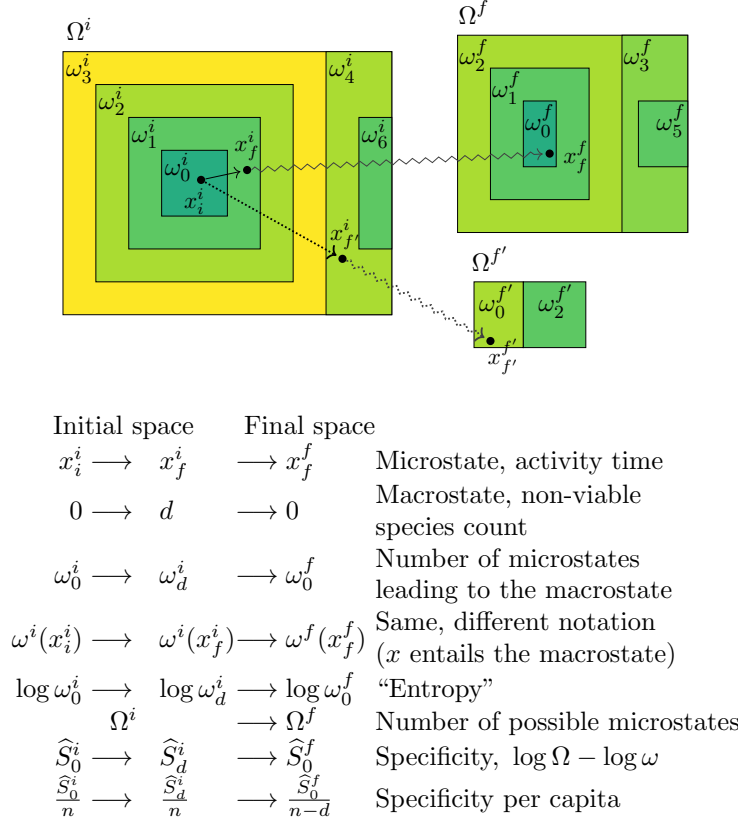 Ω^i
Ω^f
ω_3^i
ω_4^i
ω_2^f
ω_3^f
ω_2^i
ω_1^f
ω_1^i
ω_6^i
ω_0^f
ω_5^f
ω_0^i
x_f^i
x_f^f
x_i^i
x_{f'}^i
Ω^{f'}
ω_0^{f'}
ω_2^{f'}
x_{f'}^{f'}
Initial space Final space
x_i^i ⟶ x_f^i ⟶ x_f^f Microstate, activity time
0 ⟶ d ⟶ 0 Macrostate, non-viable
species count
ω_0^i ⟶ ω_d^i ⟶ ω_0^f Number of microstates
leading to the macrostate
ω^i(x_i^i) ⟶ ω^i(x_f^i) ⟶ ω^f(x_f^f) Same, different notation
(x entails the macrostate)
log ω_0^i ⟶ log ω_d^i ⟶ log ω_0^f “Entropy”
Ω^i ⟶ Ω^f Number of possible microstates
Ŝ_0^i ⟶ Ŝ_d^i ⟶ Ŝ_0^f Specificity, log Ω − log ω
Ŝ_0^i/n ⟶ Ŝ_d^i/n ⟶ Ŝ_0^f/(n−d) Specificity per capita